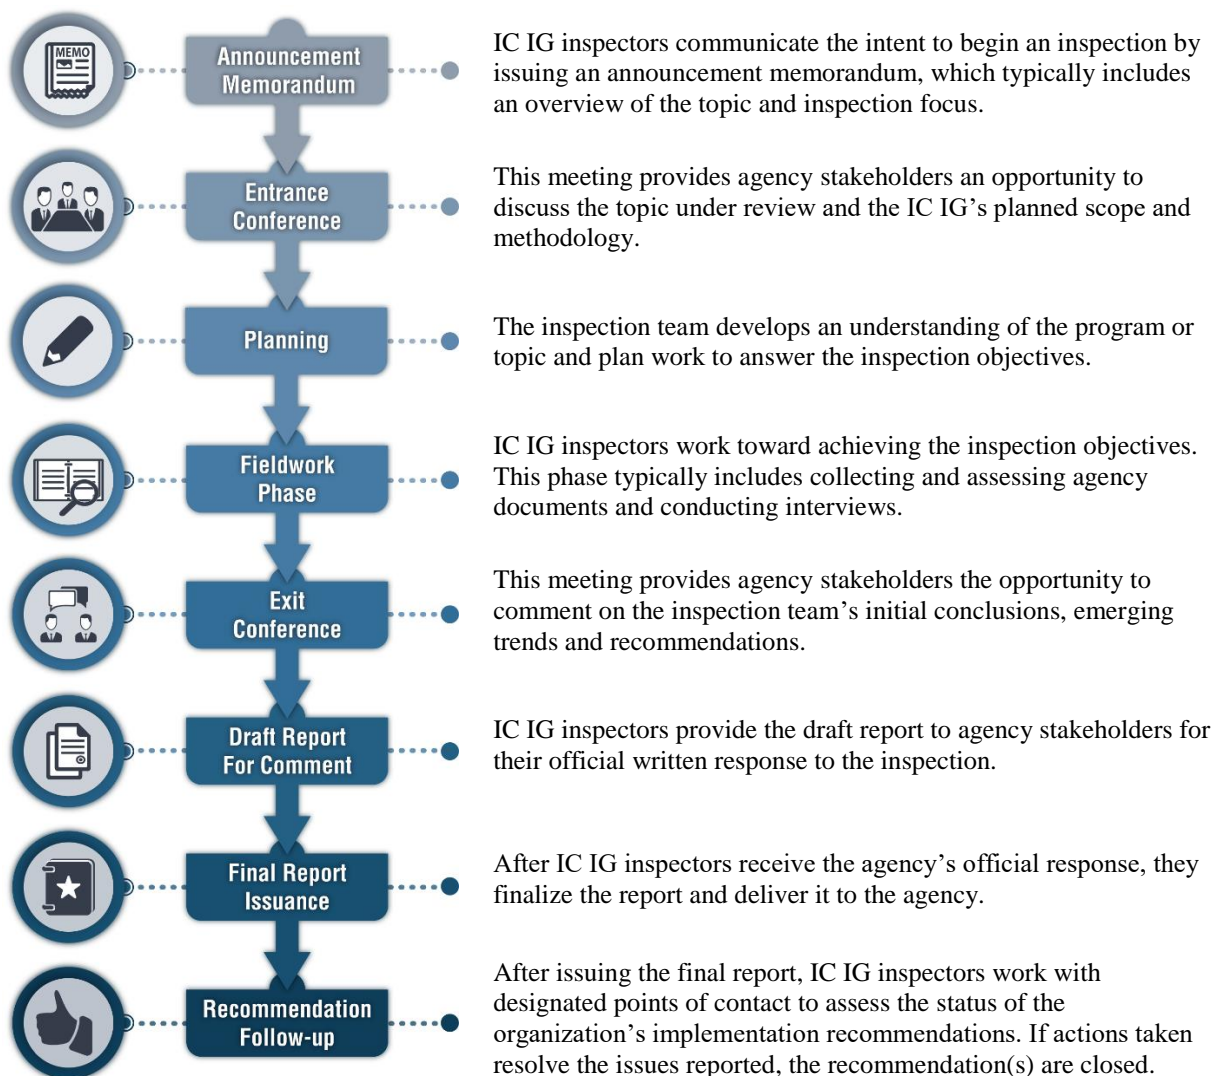 MEMO
Announcement
Memorandum
IC IG inspectors communicate the intent to begin an inspection by
issuing an announcement memorandum, which typically includes
an overview of the topic and inspection focus.
Entrance
Conference
This meeting provides agency stakeholders an opportunity to
discuss the topic under review and the IC IG’s planned scope and
methodology.
Planning
The inspection team develops an understanding of the program or
topic and plan work to answer the inspection objectives.
Fieldwork
Phase
IC IG inspectors work toward achieving the inspection objectives.
This phase typically includes collecting and assessing agency
documents and conducting interviews.
Exit
Conference
This meeting provides agency stakeholders the opportunity to
comment on the inspection team’s initial conclusions, emerging
trends and recommendations.
Draft Report
For Comment
IC IG inspectors provide the draft report to agency stakeholders for
their official written response to the inspection.
Final Report
Issuance
After IC IG inspectors receive the agency’s official response, they
finalize the report and deliver it to the agency.
Recommendation
Follow-up
After issuing the final report, IC IG inspectors work with
designated points of contact to assess the status of the
organization’s implementation recommendations. If actions taken
resolve the issues reported, the recommendation(s) are closed.